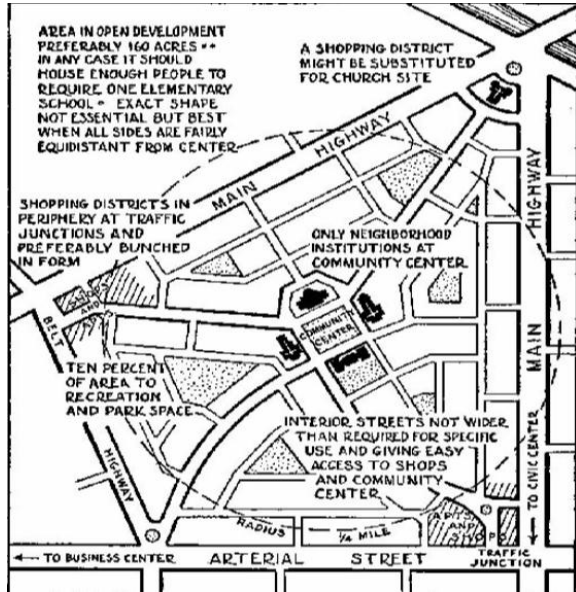 AREA IN OPEN DEVELOPMENT
PREFERABLY 160 ACRES **
IN ANY CASE IT SHOULD
HOUSE ENOUGH PEOPLE TO
REQUIRE ONE ELEMENTARY
SCHOOL - EXACT SHAPE
NOT ESSENTIAL BUT BEST
WHEN ALL SIDES ARE FAIRLY
EQUIDISTANT FROM CENTER
A SHOPPING DISTRICT
MIGHT BE SUBSTITUTED
FOR CHURCH SITE
MAIN HIGHWAY
HIGHWAY
MAIN
SHOPPING DISTRICTS IN
PERIPHERY AT TRAFFIC
JUNCTIONS AND
PREFERABLY BUNCHED
IN FORM
ONLY NEIGHBORHOOD
INSTITUTIONS AT
COMMUNITY CENTER
AND
COMMUNITY
CENTER
BELT
HIGHWAY
TEN PERCENT
OF AREA TO
RECREATION
AND PARK SPACE
INTERIOR STREETS NOT WIDER
THAN REQUIRED FOR SPECIFIC
USE AND GIVING EASY
ACCESS TO SHOPS
AND COMMUNITY
CENTER
TO CIVIC CENTER
RADIUS 1/4 MILE
AND
← TO BUSINESS CENTER
ARTERIAL STREET
TRAFFIC
JUNCTION